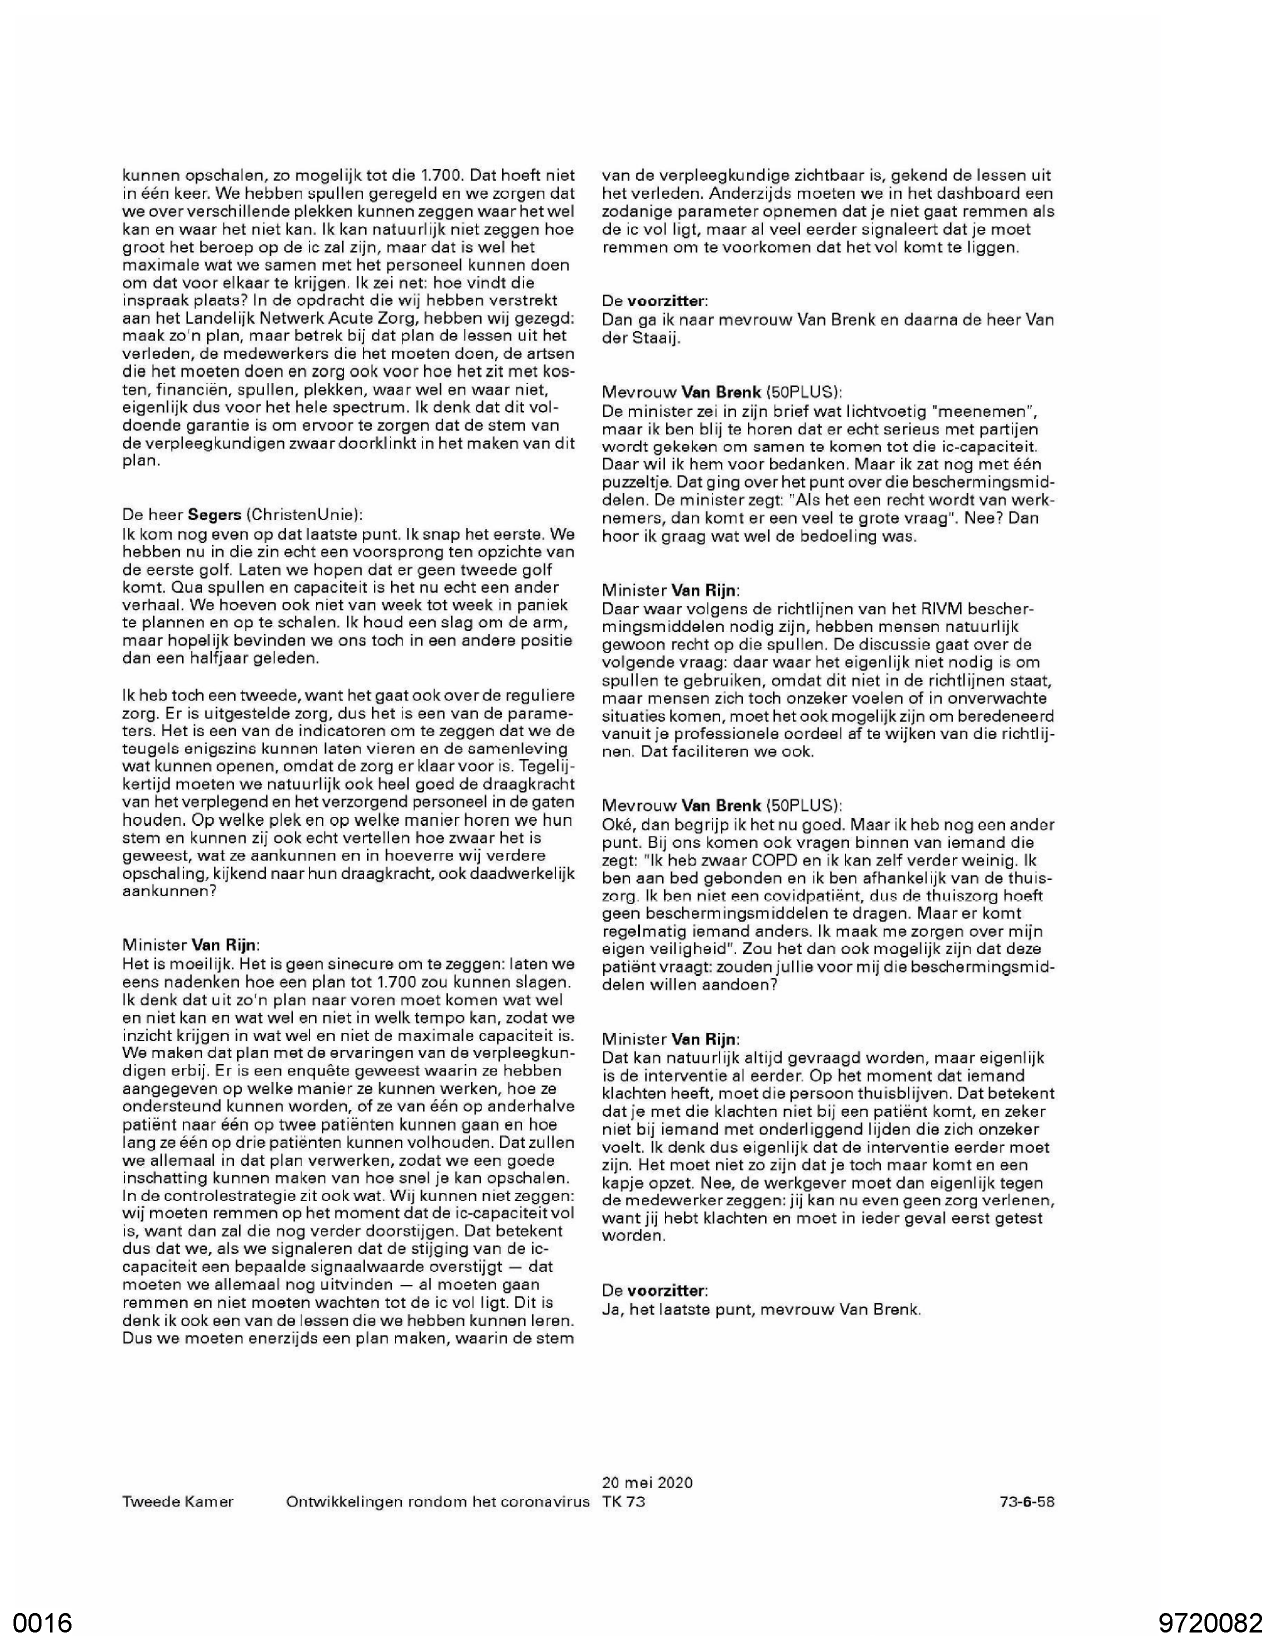 kunnen opschalen, zo mogelijk tot die 1.700. Dat hoeft niet
in één keer. We hebben spullen geregeld en we zorgen dat
we over verschillende plekken kunnen zeggen waar het wel
kan en waar het niet kan. Ik kan natuurlijk niet zeggen hoe
groot het beroep op de ic zal zijn, maar dat is wel het
maximale wat we samen met het personeel kunnen doen
om dat voor elkaar te krijgen. Ik zei net: hoe vindt die
inspraak plaats? In de opdracht die wij hebben verstrekt
aan het Landelijk Netwerk Acute Zorg, hebben wij gezegd:
maak zo'n plan, maar betrek bij dat plan de lessen uit het
verleden, de medewerkers die het moeten doen, de artsen
die het moeten doen en zorg ook voor hoe het zit met kos-
ten, financiën, spullen, plekken, waar wel en waar niet,
eigenlijk dus voor het hele spectrum. Ik denk dat dit vol-
doende garantie is om ervoor te zorgen dat de stem van
de verpleegkundigen zwaar doorklinkt in het maken van dit
plan.
De heer Segers (ChristenUnie):
Ik kom nog even op dat laatste punt. Ik snap het eerste. We
hebben nu in die zin echt een voorsprong ten opzichte van
de eerste golf. Laten we hopen dat er geen tweede golf
komt. Qua spullen en capaciteit is het nu echt een ander
verhaal. We hoeven ook niet van week tot week in paniek
te plannen en op te schalen. Ik houd een slag om de arm,
maar hopelijk bevinden we ons toch in een andere positie
dan een halfjaar geleden.
Ik heb toch een tweede, want het gaat ook over de reguliere
zorg. Er is uitgestelde zorg, dus het is een van de parame-
ters. Het is een van de indicatoren om te zeggen dat we de
teugels enigszins kunnen laten vieren en de samenleving
wat kunnen openen, omdat de zorg er klaar voor is. Tegelij-
kertijd moeten we natuurlijk ook heel goed de draagkracht
van het verplegend en het verzorgend personeel in de gaten
houden. Op welke plek en op welke manier horen we hun
stem en kunnen zij ook echt vertellen hoe zwaar het is
geweest, wat ze aankunnen en in hoeverre wij verdere
opschaling, kijkend naar hun draagkracht, ook daadwerkelijk
aankunnen?
Minister Van Rijn:
Het is moeilijk. Het is geen sinecure om te zeggen: laten we
eens nadenken hoe een plan tot 1.700 zou kunnen slagen.
Ik denk dat uit zo'n plan naar voren moet komen wat wel
en niet kan en wat wel en niet in welk tempo kan, zodat we
inzicht krijgen in wat wel en niet de maximale capaciteit is.
We maken dat plan met de ervaringen van de verpleegkun-
digen erbij. Er is een enquête geweest waarin ze hebben
aangegeven op welke manier ze kunnen werken, hoe ze
ondersteund kunnen worden, of ze van één op anderhalve
patiënt naar één op twee patiënten kunnen gaan en hoe
lang ze één op drie patiënten kunnen volhouden. Dat zullen
we allemaal in dat plan verwerken, zodat we een goede
inschatting kunnen maken van hoe snel je kan opschalen.
In de controlestrategie zit ook wat. Wij kunnen niet zeggen:
wij moeten remmen op het moment dat de ic-capaciteit vol
is, want dan zal die nog verder doorstijgen. Dat betekent
dus dat we, als we signaleren dat de stijging van de ic-
capaciteit een bepaalde signaalwaarde overstijgt — dat
moeten we allemaal nog uitvinden — al moeten gaan
remmen en niet moeten wachten tot de ic vol ligt. Dit is
denk ik ook een van de lessen die we hebben kunnen leren.
Dus we moeten enerzijds een plan maken, waarin de stem
van de verpleegkundige zichtbaar is, gekend de lessen uit
het verleden. Anderzijds moeten we in het dashboard een
zodanige parameter opnemen dat je niet gaat remmen als
de ic vol ligt, maar al veel eerder signaleert dat je moet
remmen om te voorkomen dat het vol komt te liggen.
De voorzitter:
Dan ga ik naar mevrouw Van Brenk en daarna de heer Van
der Staaij.
Mevrouw Van Brenk (50PLUS):
De minister zei in zijn brief wat lichtvoetig "meenemen",
maar ik ben blij te horen dat er echt serieus met partijen
wordt gekeken om samen te komen tot die ic-capaciteit.
Daar wil ik hem voor bedanken. Maar ik zat nog met één
puzzeltje. Dat ging over het punt over die beschermingsmid-
delen. De minister zegt: "Als het een recht wordt van werk-
nemers, dan komt er een veel te grote vraag". Nee? Dan
hoor ik graag wat wel de bedoeling was.
Minister Van Rijn:
Daar waar volgens de richtlijnen van het RIVM bescher-
mingsmiddelen nodig zijn, hebben mensen natuurlijk
gewoon recht op die spullen. De discussie gaat over de
volgende vraag: daar waar het eigenlijk niet nodig is om
spullen te gebruiken, omdat dit niet in de richtlijnen staat,
maar mensen zich toch onzeker voelen of in onverwachte
situaties komen, moet het ook mogelijk zijn om beredeneerd
vanuit je professionele oordeel af te wijken van die richtlij-
nen. Dat faciliteren we ook.
Mevrouw Van Brenk (50PLUS):
Oké, dan begrijp ik het nu goed. Maar ik heb nog een ander
punt. Bij ons komen ook vragen binnen van iemand die
zegt: "Ik heb zwaar COPD en ik kan zelf verder weinig. Ik
ben aan bed gebonden en ik ben afhankelijk van de thuis-
zorg. Ik ben niet een covidpatiënt, dus de thuiszorg hoeft
geen beschermingsmiddelen te dragen. Maar er komt
regelmatig iemand anders. Ik maak me zorgen over mijn
eigen veiligheid". Zou het dan ook mogelijk zijn dat deze
patiënt vraagt: zouden jullie voor mij die beschermingsmid-
delen willen aandoen?
Minister Van Rijn:
Dat kan natuurlijk altijd gevraagd worden, maar eigenlijk
is de interventie al eerder. Op het moment dat iemand
klachten heeft, moet die persoon thuisblijven. Dat betekent
dat je met die klachten niet bij een patiënt komt, en zeker
niet bij iemand met onderliggend lijden die zich onzeker
voelt. Ik denk dus eigenlijk dat de interventie eerder moet
zijn. Het moet niet zo zijn dat je toch maar komt en een
kapje opzet. Nee, de werkgever moet dan eigenlijk tegen
de medewerker zeggen: jij kan nu even geen zorg verlenen,
want jij hebt klachten en moet in ieder geval eerst getest
worden.
De voorzitter:
Ja, het laatste punt, mevrouw Van Brenk.
20 mei 2020
Tweede Kamer Ontwikkelingen rondom het coronavirus TK 73 73-6-58
0016 9720082